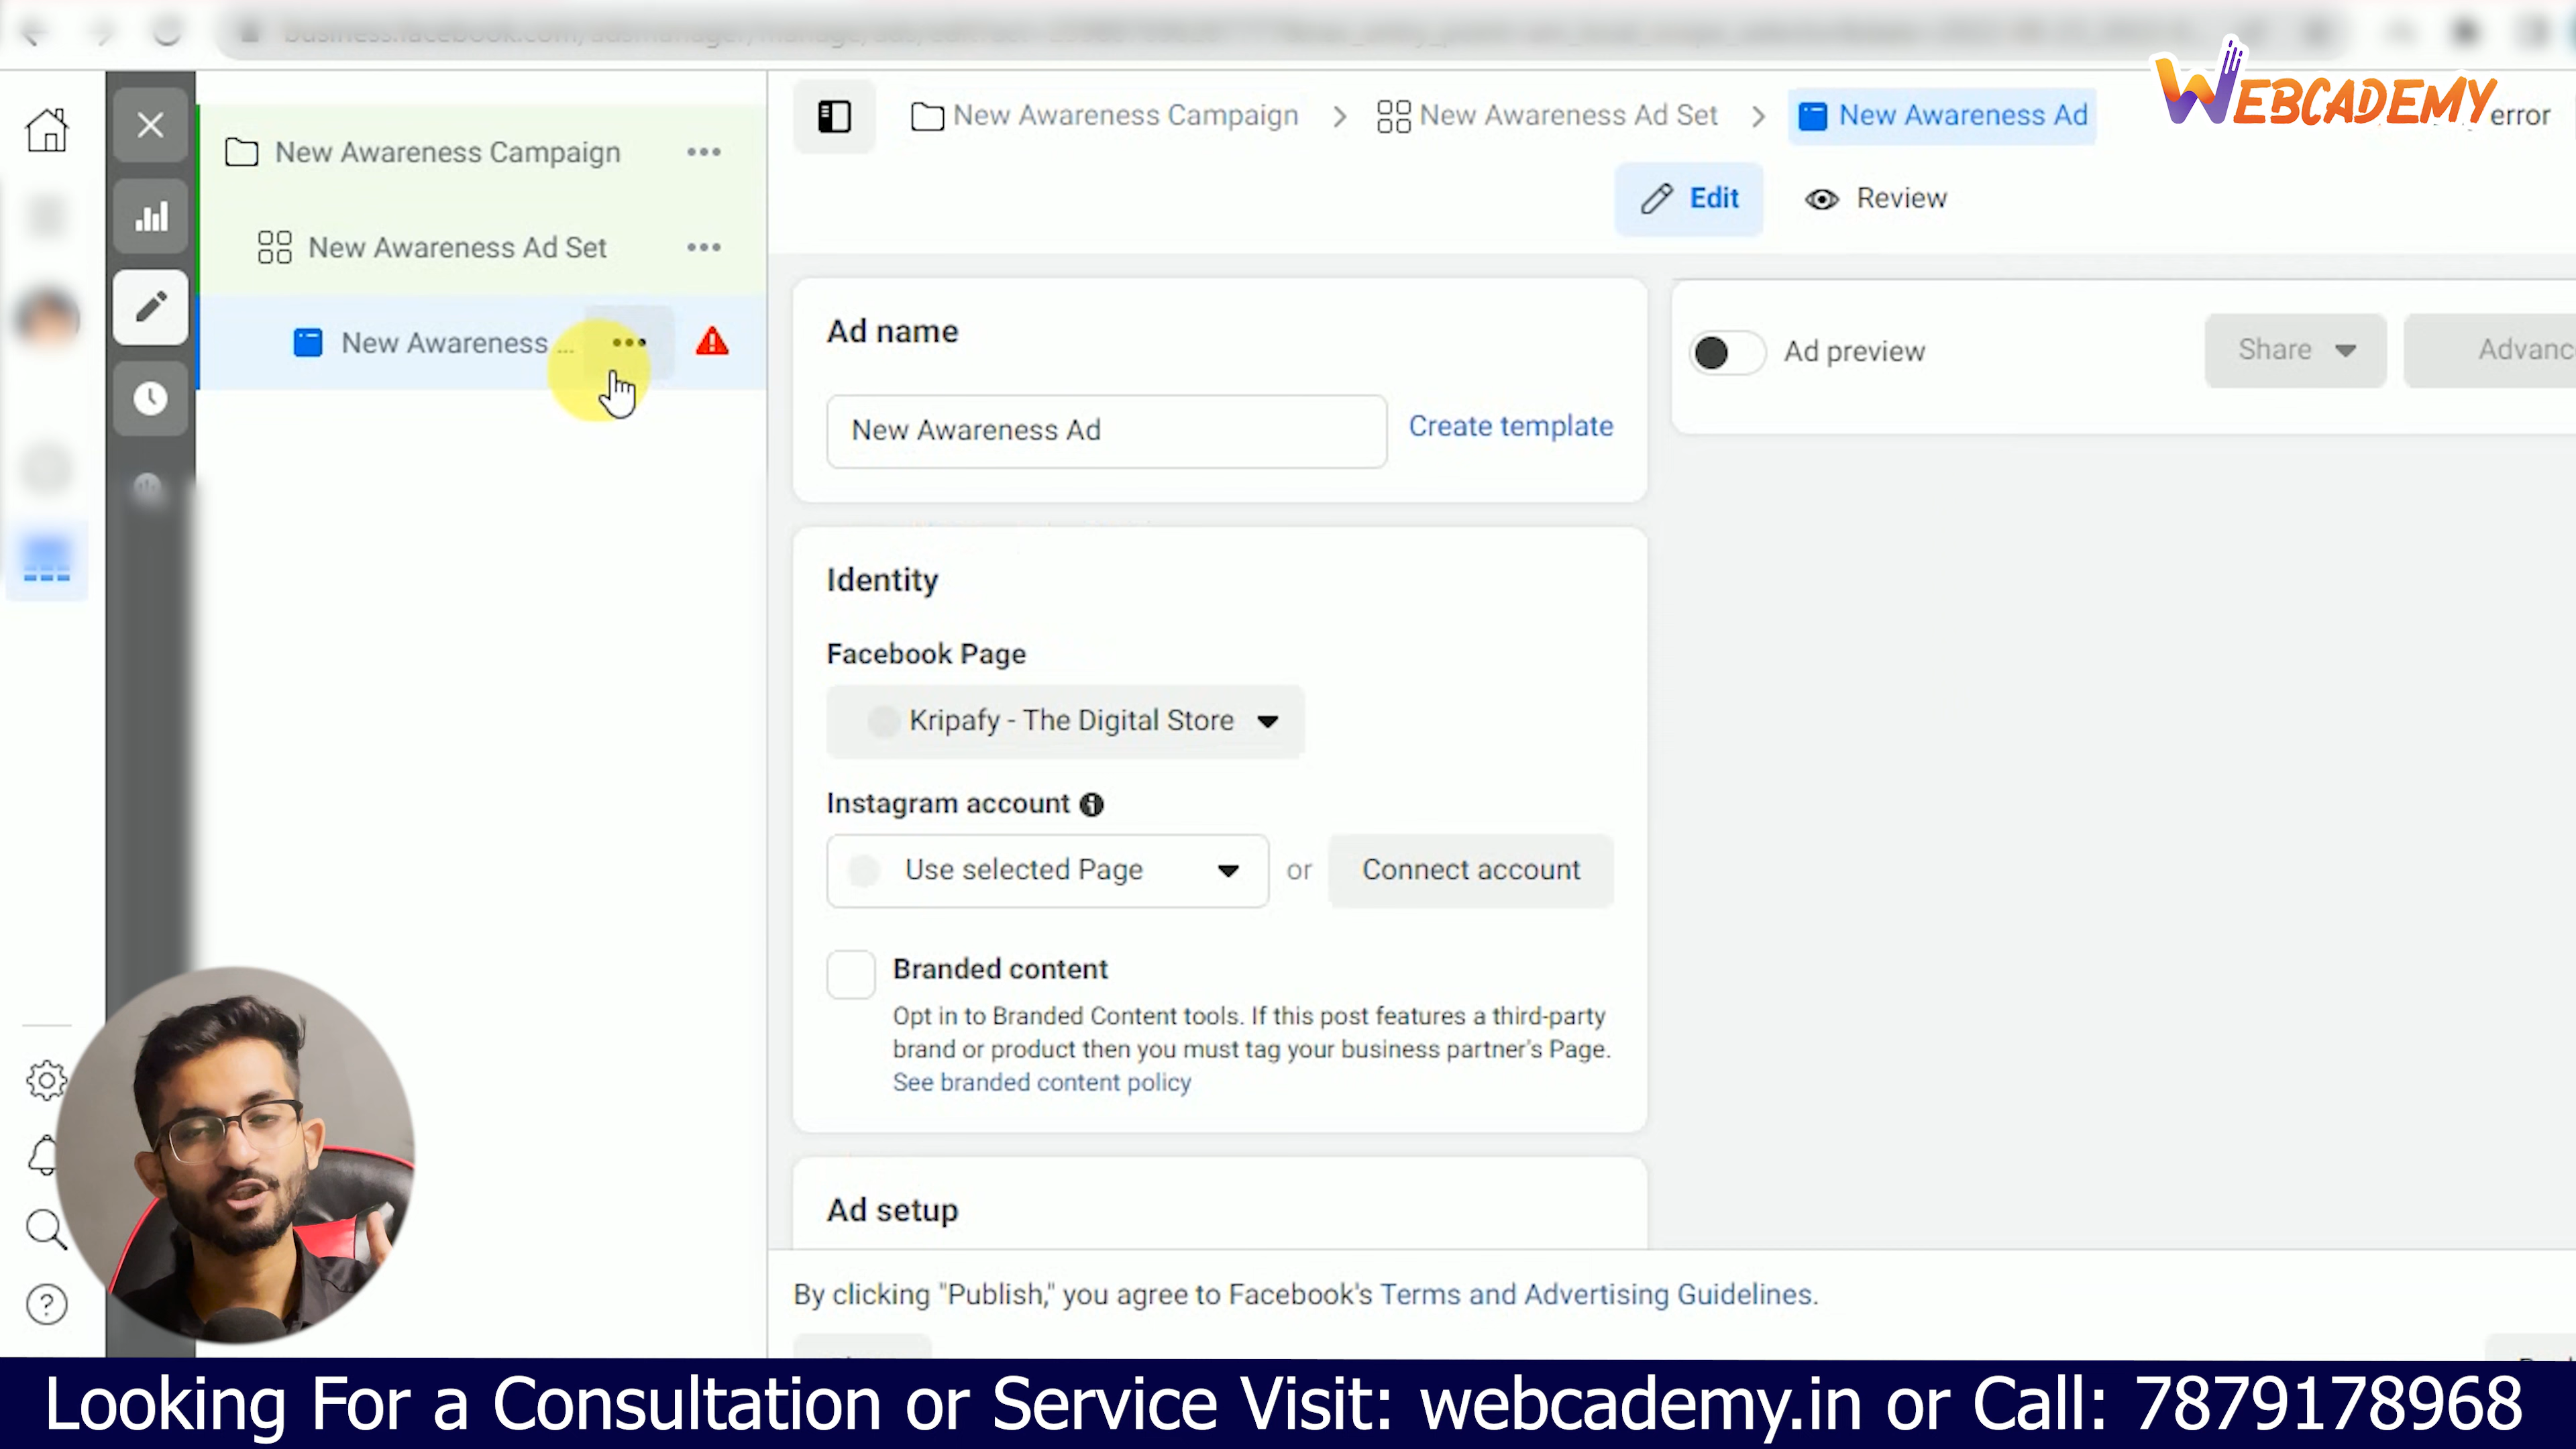 WEBCADEMY
New Awareness Campaign
New Awareness Ad Set
New Awareness Ad
error
Edit
Review
New Awareness Campaign
New Awareness Ad Set
New Awareness ...
Ad name
New Awareness Ad
Create template
Ad preview
Share
Advanc
Identity
Facebook Page
Kripafy - The Digital Store
Instagram account
Use selected Page
or
Connect account
Branded content
Opt in to Branded Content tools. If this post features a third-party
brand or product then you must tag your business partner's Page.
See branded content policy
Ad setup
By clicking "Publish," you agree to Facebook's Terms and Advertising Guidelines.
Looking For a Consultation or Service Visit: webcademy.in or Call: 7879178968